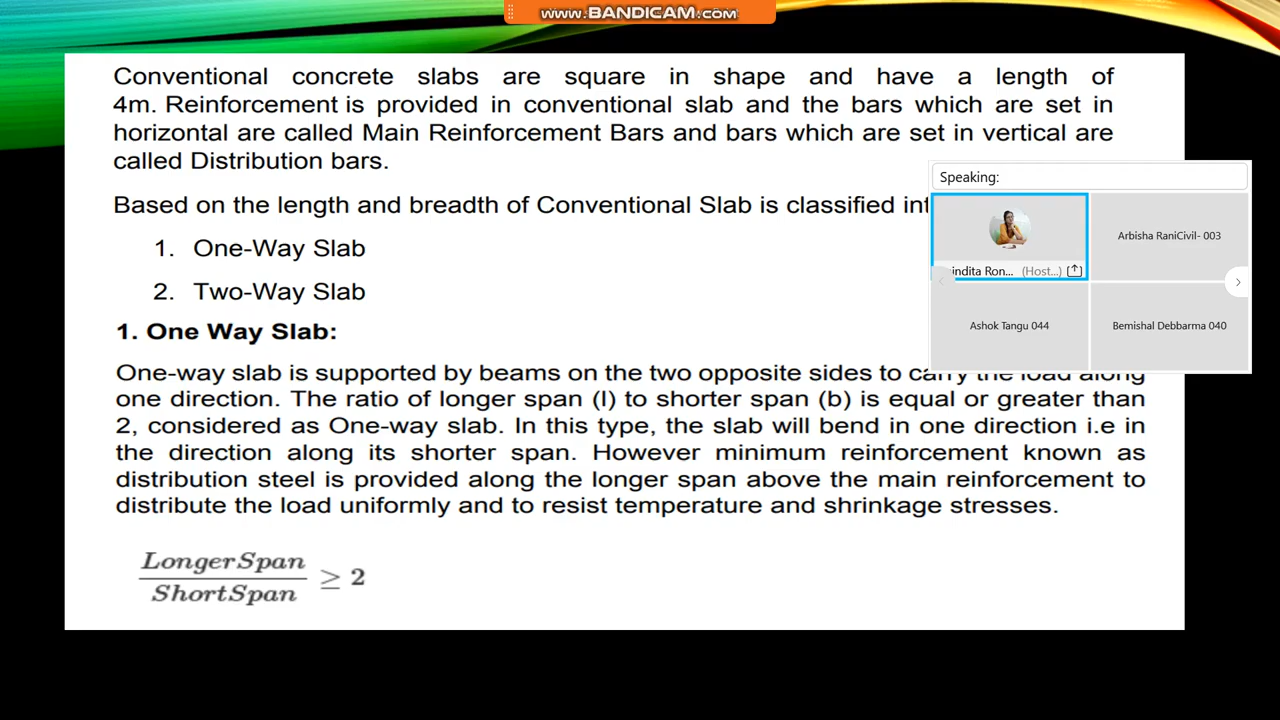 www.BANDICAM.com
Conventional concrete slabs are square in shape and have a length of
4m. Reinforcement is provided in conventional slab and the bars which are set in
horizontal are called Main Reinforcement Bars and bars which are set in vertical are
called Distribution bars.
Based on the length and breadth of Conventional Slab is classified
1. One-Way Slab
2. Two-Way Slab
1. One Way Slab:
One-way slab is supported by beams on the two opposite sides to carry the load along
one direction. The ratio of longer span (l) to shorter span (b) is equal or greater than
2, considered as One-way slab. In this type, the slab will bend in one direction i.e in
the direction along its shorter span. However minimum reinforcement known as
distribution steel is provided along the longer span above the main reinforcement to
distribute the load uniformly and to resist temperature and shrinkage stresses.
LongerSpan
ShortSpan
≥ 2
Speaking:
indita Ron... (Host...)
Arbisha RaniCivil- 003
Ashok Tangu 044
Bemishal Debbarma 040